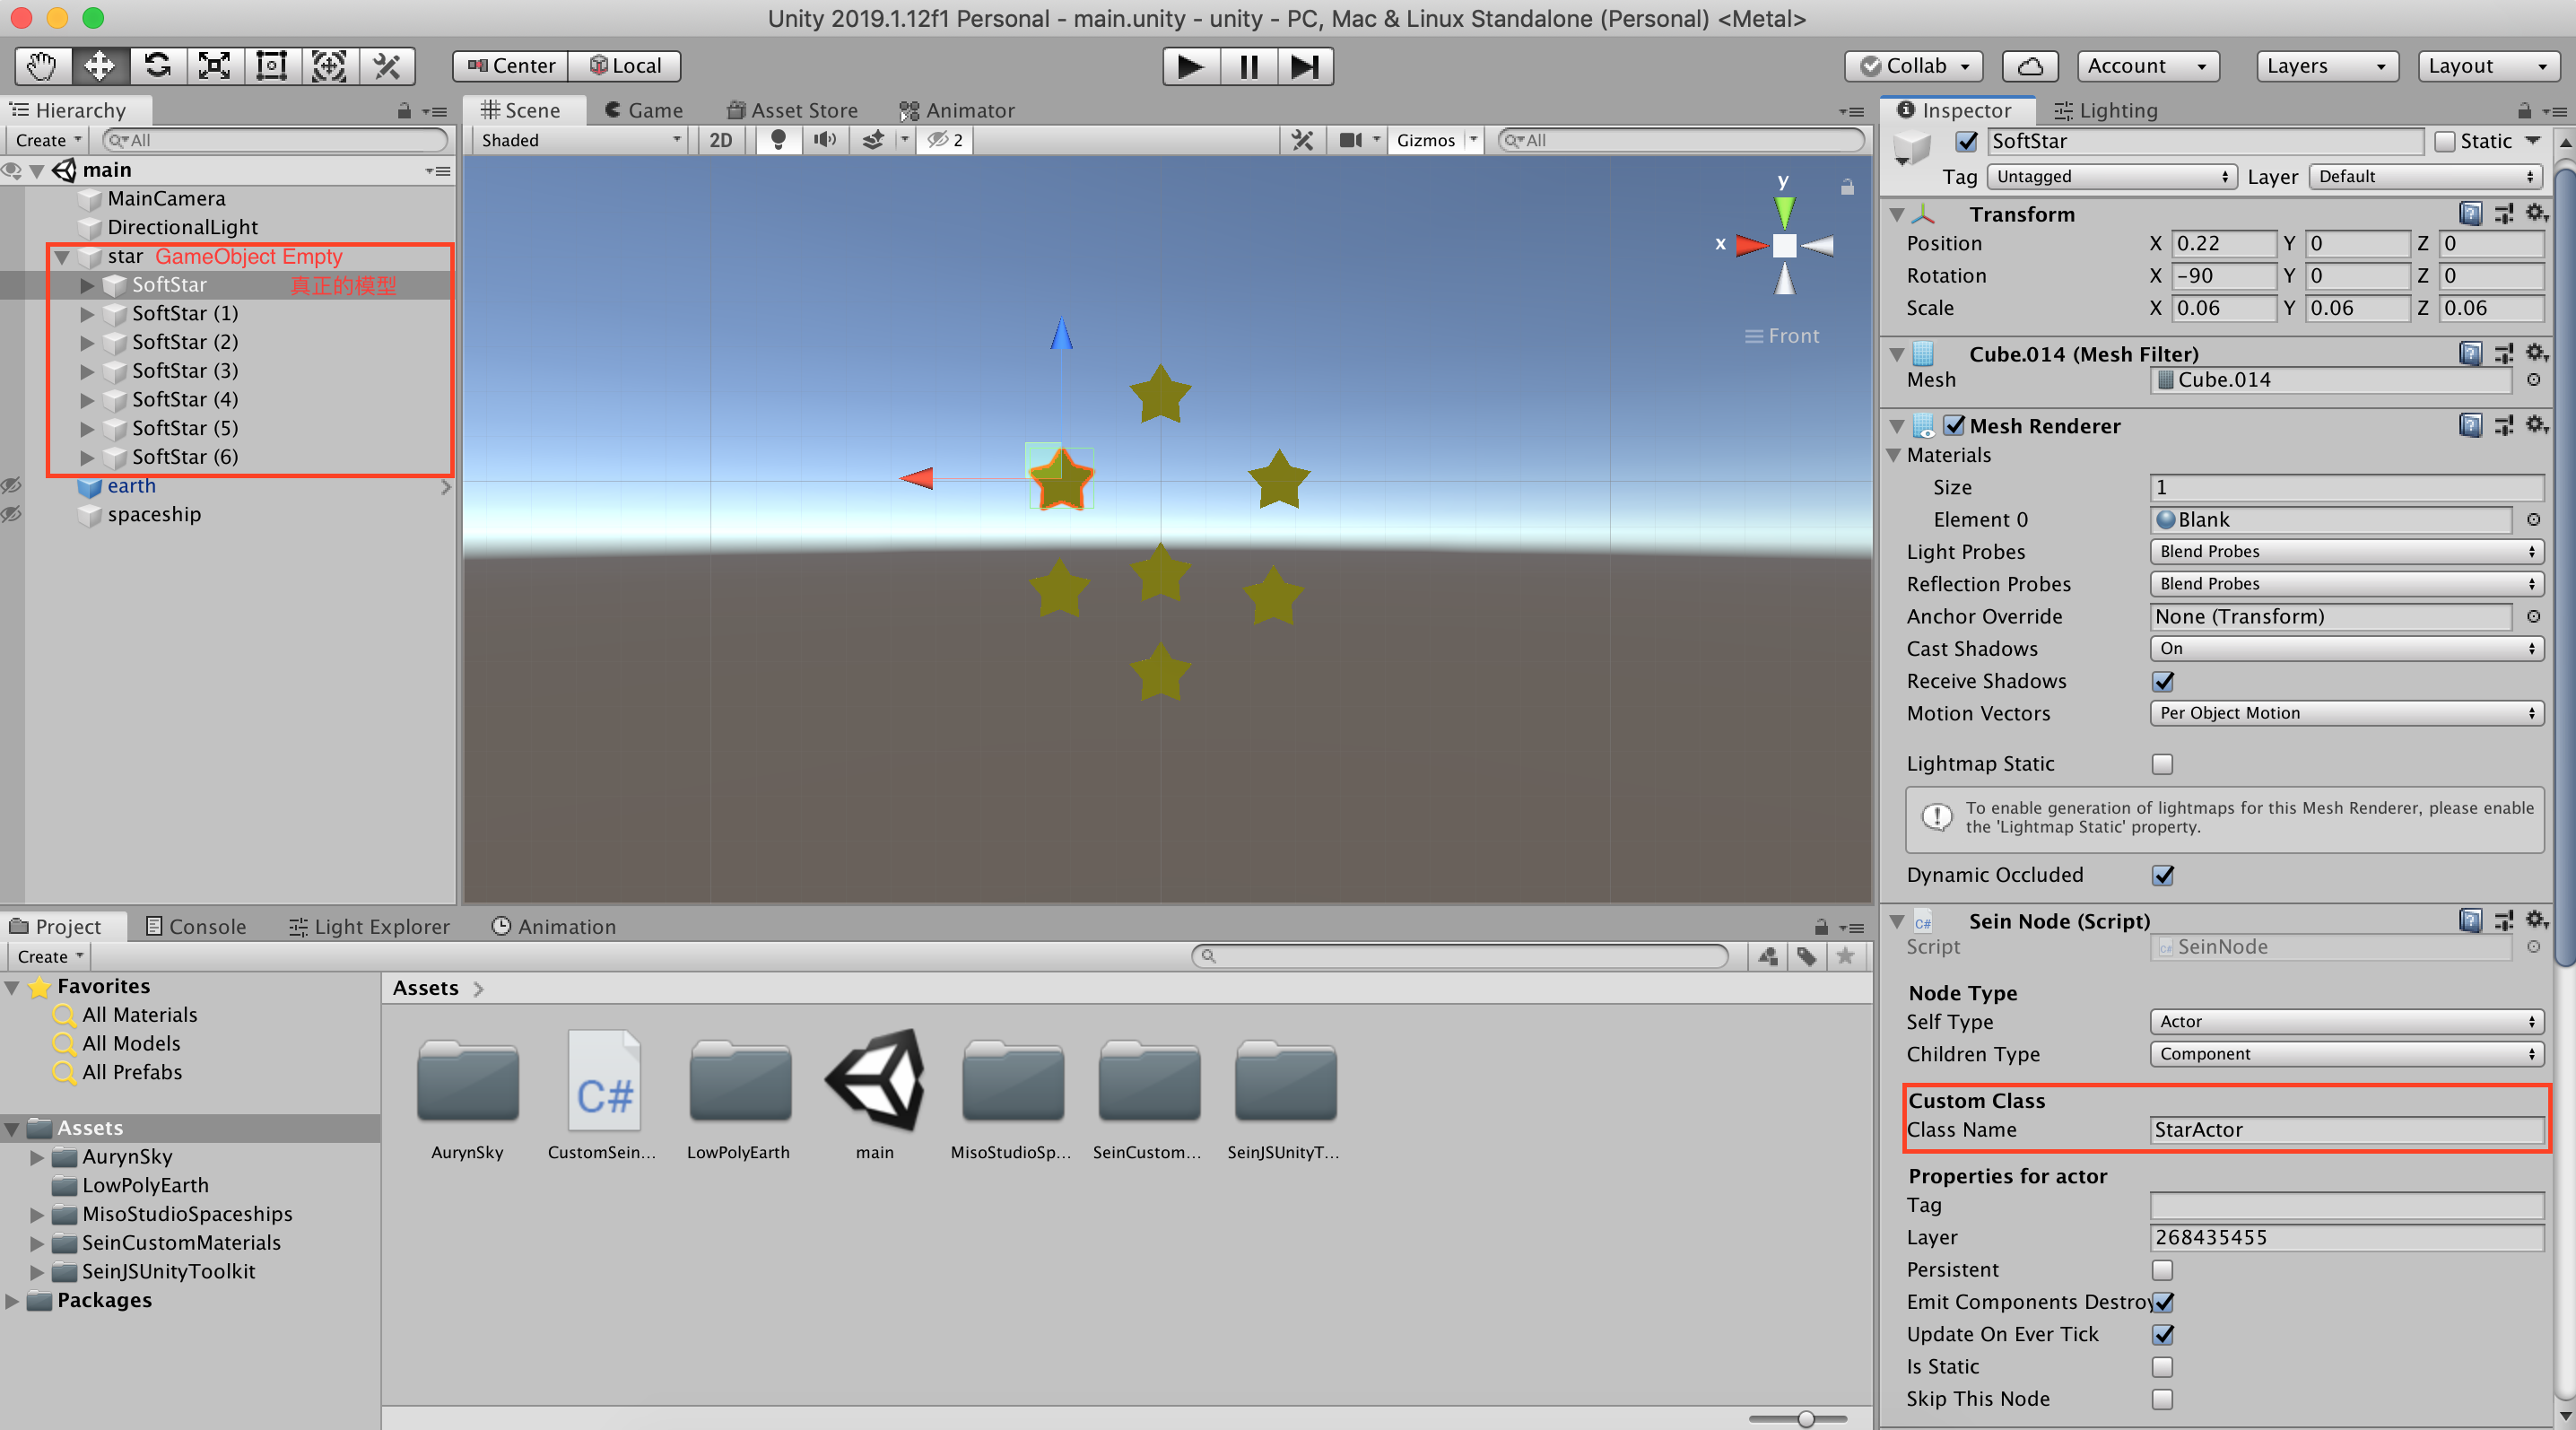 Unity 2019.1.12f1 Personal - main.unity - unity - PC, Mac & Linux Standalone (Personal) <Metal>
Center Local Collab Account Layers Layout
Hierarchy
Create All
main
MainCamera
DirectionalLight
star GameObject Empty
SoftStar 真正的模型
SoftStar (1)
SoftStar (2)
SoftStar (3)
SoftStar (4)
SoftStar (5)
SoftStar (6)
earth
spaceship
Scene Game Asset Store Animator
Shaded 2D 2 Gizmos All
y
x
Front
Inspector Lighting
SoftStar Static
Tag Untagged Layer Default
Transform
Position X 0.22 Y 0 Z 0
Rotation X -90 Y 0 Z 0
Scale X 0.06 Y 0.06 Z 0.06
Cube.014 (Mesh Filter)
Mesh Cube.014
Mesh Renderer
Materials
Size 1
Element 0 Blank
Light Probes Blend Probes
Reflection Probes Blend Probes
Anchor Override None (Transform)
Cast Shadows On
Receive Shadows
Motion Vectors Per Object Motion
Lightmap Static
To enable generation of lightmaps for this Mesh Renderer, please enable
the 'Lightmap Static' property.
Dynamic Occluded
C# Sein Node (Script)
Script SeinNode
Node Type
Self Type Actor
Children Type Component
Custom Class
Class Name StarActor
Properties for actor
Tag
Layer 268435455
Persistent
Emit Components Destroy
Update On Ever Tick
Is Static
Skip This Node
Project Console Light Explorer Animation
Create
Favorites
All Materials
All Models
All Prefabs
Assets
AurynSky
LowPolyEarth
MisoStudioSpaceships
SeinCustomMaterials
SeinJSUnityToolkit
Packages
Assets
C#
AurynSky CustomSein... LowPolyEarth main MisoStudioSp... SeinCustom... SeinJSUnityT...